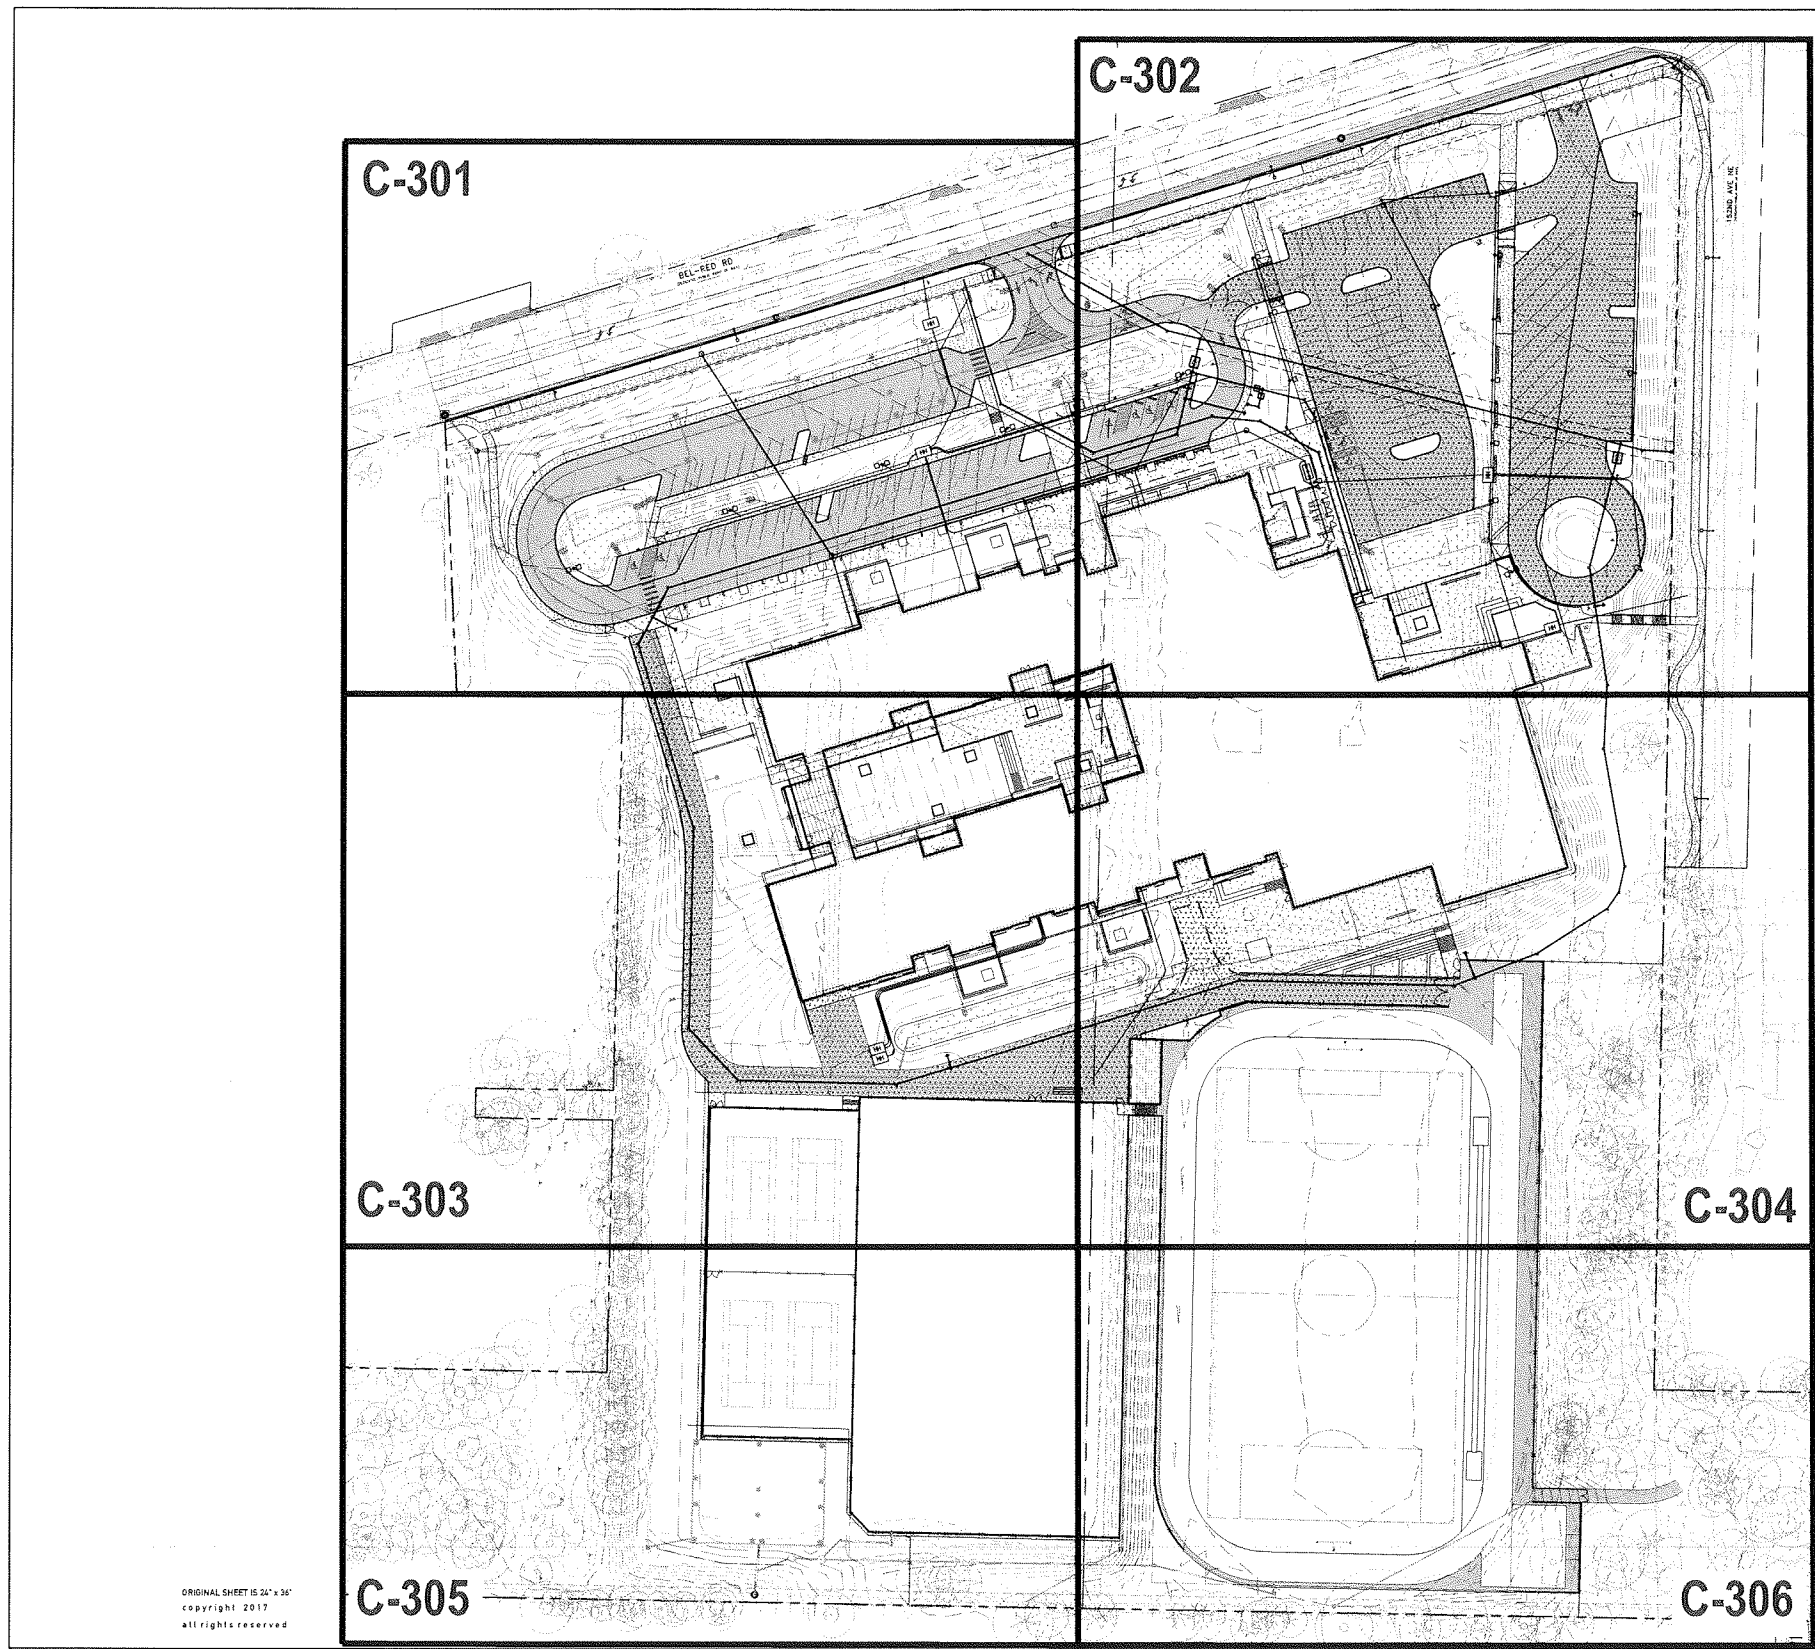 C-302
C-301
152ND AVE NE
BEL-RED RD
C-303
C-304
ORIGINAL SHEET IS 24" x 36"
copyright 2017
all rights reserved
C-305
C-306